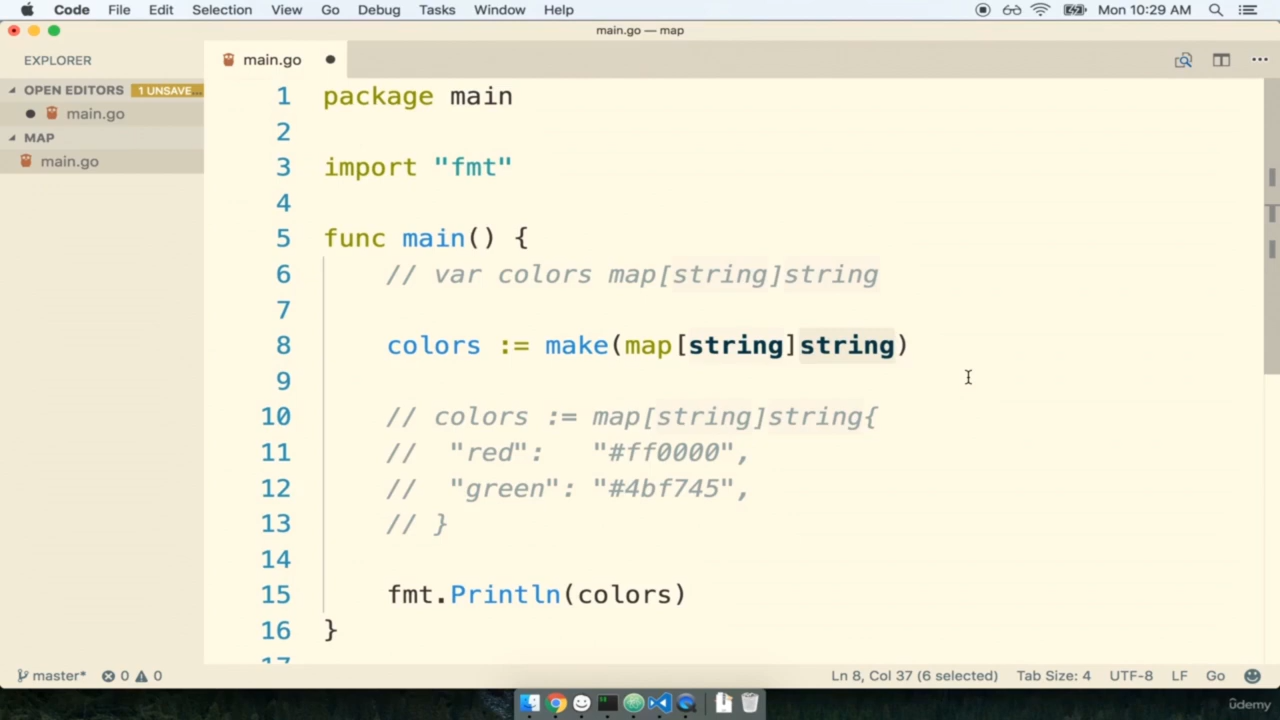 Code File Edit Selection View Go Debug Tasks Window Help Mon 10:29 AM
main.go — map
EXPLORER
main.go
OPEN EDITORS 1 UNSAVE...
main.go
MAP
main.go
1 package main
2
3 import "fmt"
4
5 func main() {
6 // var colors map[string]string
7
8 colors := make(map[string]string)
9
10 // colors := map[string]string{
11 // "red": "#ff0000",
12 // "green": "#4bf745",
13 // }
14
15 fmt.Println(colors)
16 }
17
master* 0 0 Ln 8, Col 37 (6 selected) Tab Size: 4 UTF-8 LF Go
ûdemy